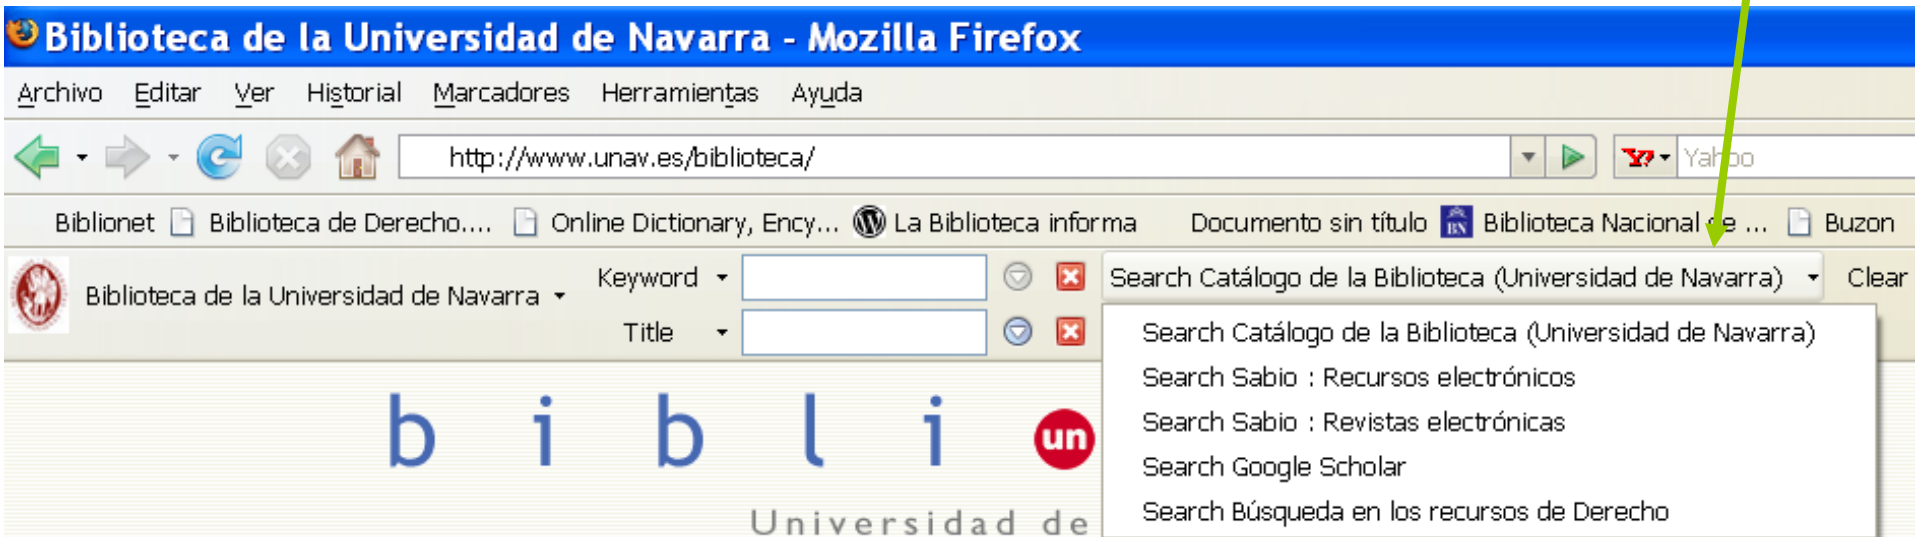 Biblioteca de la Universidad de Navarra - Mozilla Firefox
Archivo Editar Ver Historial Marcadores Herramientas Ayuda
http://www.unav.es/biblioteca/ Y? Yahoo
Biblionet Biblioteca de Derecho.... Online Dictionary, Ency... La Biblioteca informa Documento sin título BN Biblioteca Nacional de ... Buzon
Biblioteca de la Universidad de Navarra Keyword Search Catálogo de la Biblioteca (Universidad de Navarra) Clear
Title
Search Catálogo de la Biblioteca (Universidad de Navarra)
Search Sabio : Recursos electrónicos
Search Sabio : Revistas electrónicas
Search Google Scholar
Search Búsqueda en los recursos de Derecho
b i b l i un
Universidad de